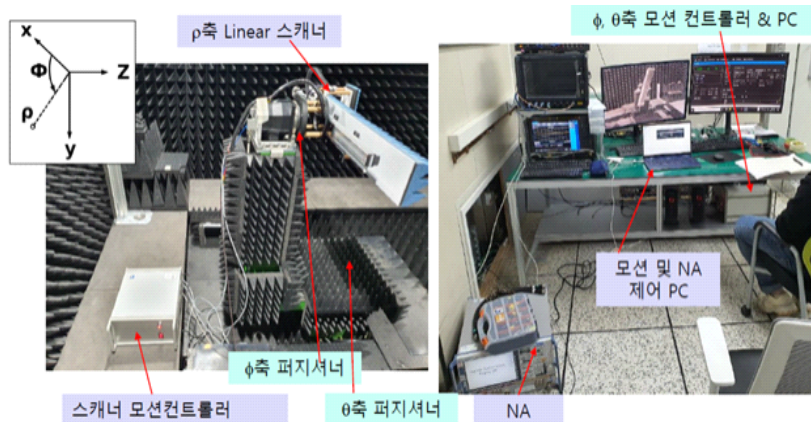 x
Φ
Z
ρ
y
ρ축 Linear 스캐너
ϕ, θ축 모션 컨트롤러 & PC
모션 및 NA
제어 PC
ϕ축 퍼지셔너
스캐너 모션컨트롤러
θ축 퍼지셔너
NA